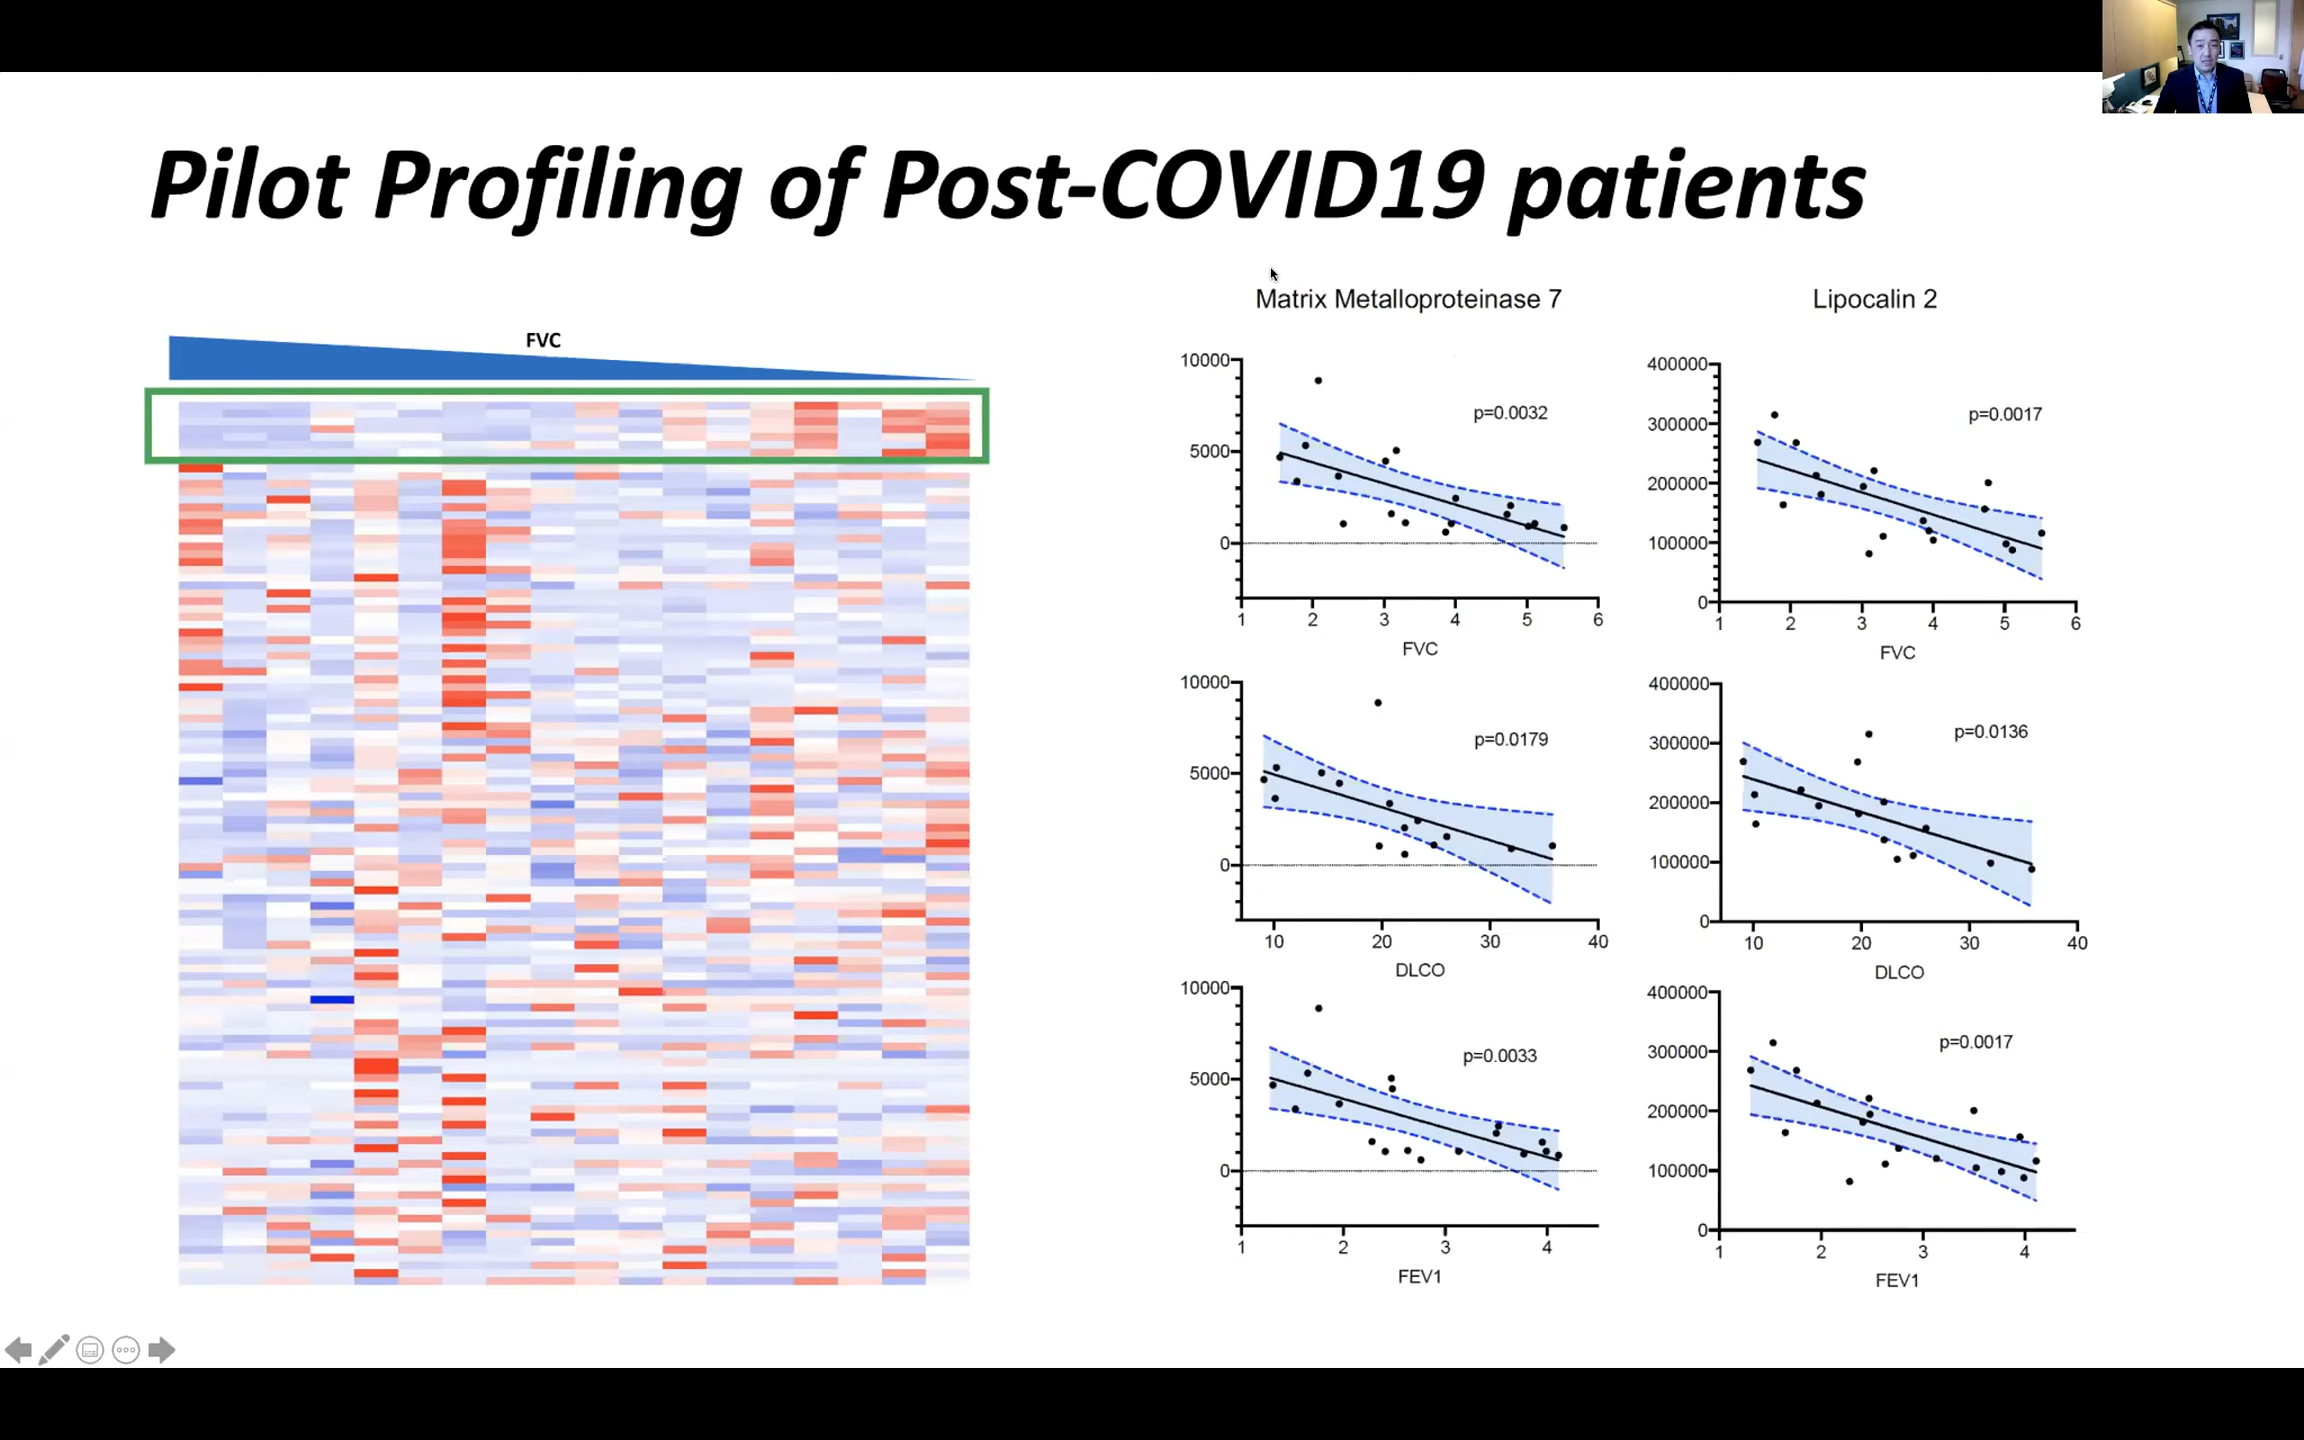 Pilot Profiling of Post-COVID19 patients
FVC
Matrix Metalloproteinase 7
10000
5000
0
p=0.0032
1 2 3 4 5 6
FVC
10000
5000
0
p=0.0179
10 20 30 40
DLCO
10000
5000
0
p=0.0033
1 2 3 4
FEV1
Lipocalin 2
400000
300000
200000
100000
0
p=0.0017
1 2 3 4 5 6
FVC
400000
300000
200000
100000
0
p=0.0136
10 20 30 40
DLCO
400000
300000
200000
100000
0
p=0.0017
1 2 3 4
FEV1